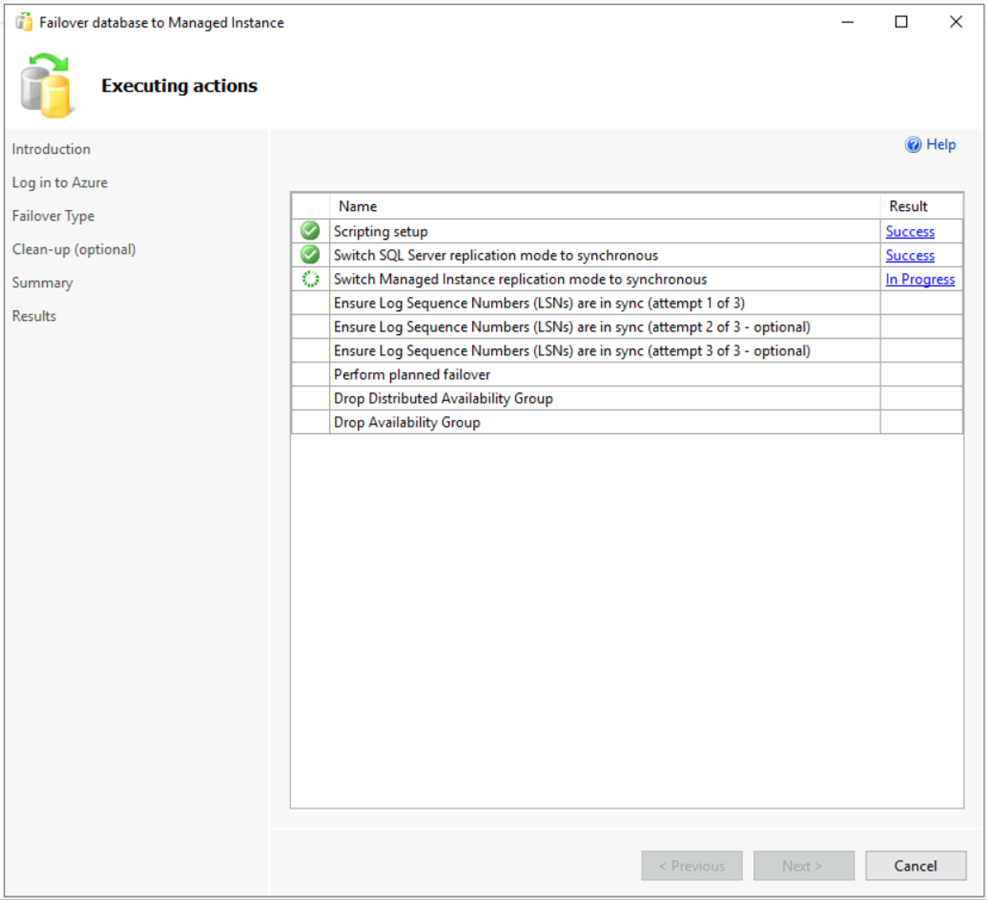 Failover database to Managed Instance
Executing actions
Introduction
Log in to Azure
Failover Type
Clean-up (optional)
Summary
Results
Help
Name Result
Scripting setup Success
Switch SQL Server replication mode to synchronous Success
Switch Managed Instance replication mode to synchronous In Progress
Ensure Log Sequence Numbers (LSNs) are in sync (attempt 1 of 3)
Ensure Log Sequence Numbers (LSNs) are in sync (attempt 2 of 3 - optional)
Ensure Log Sequence Numbers (LSNs) are in sync (attempt 3 of 3 - optional)
Perform planned failover
Drop Distributed Availability Group
Drop Availability Group
< Previous Next > Cancel